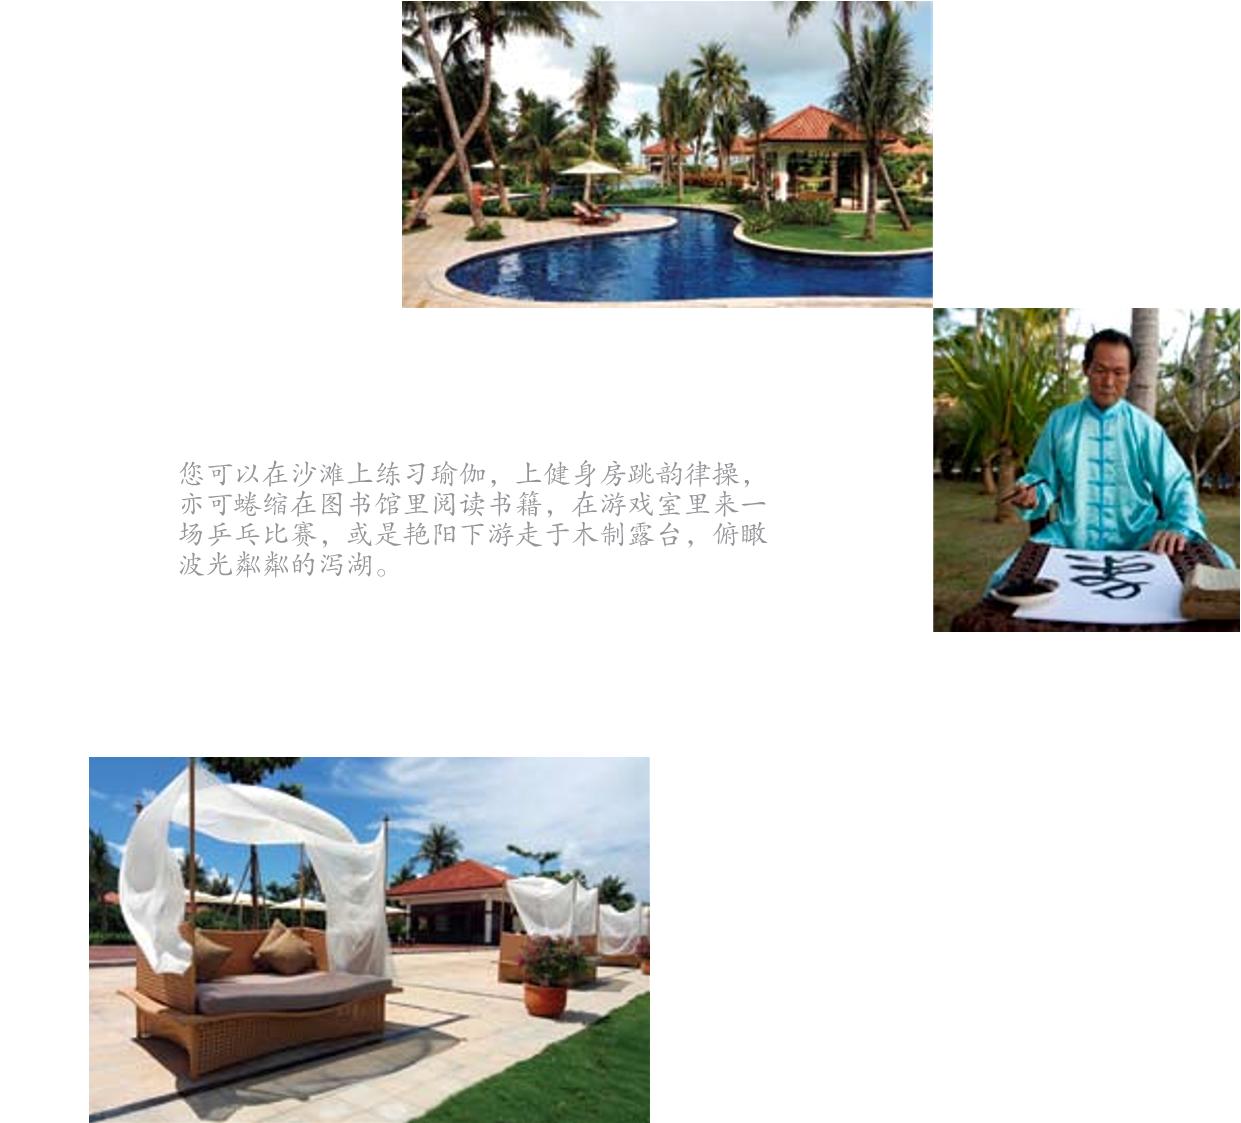 您可以在沙滩上练习瑜伽，上健身房跳韵律操，
亦可蜷缩在图书馆里阅读书籍，在游戏室里来一
场乒乓比赛，或是艳阳下游走于木制露台，俯瞰
波光粼粼的泻湖。